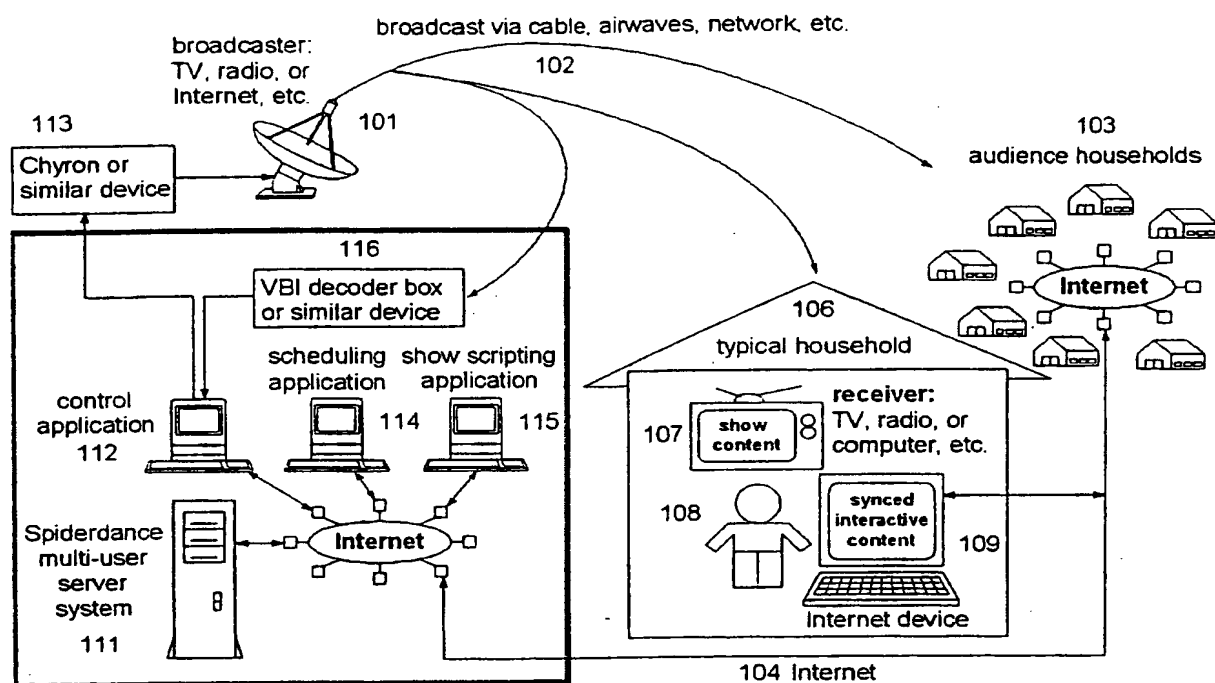 broadcast via cable, airwaves, network, etc.
102
broadcaster:
TV, radio, or
Internet, etc.
101
113
Chyron or
similar device
103
audience households
Internet
116
VBI decoder box
or similar device
scheduling
application
114
show scripting
application
115
control
application
112
Spiderdance
multi-user
server
system
111
Internet
106
typical household
107
show
content
receiver:
TV, radio, or
computer, etc.
108
synced
interactive
content
109
Internet device
104 Internet